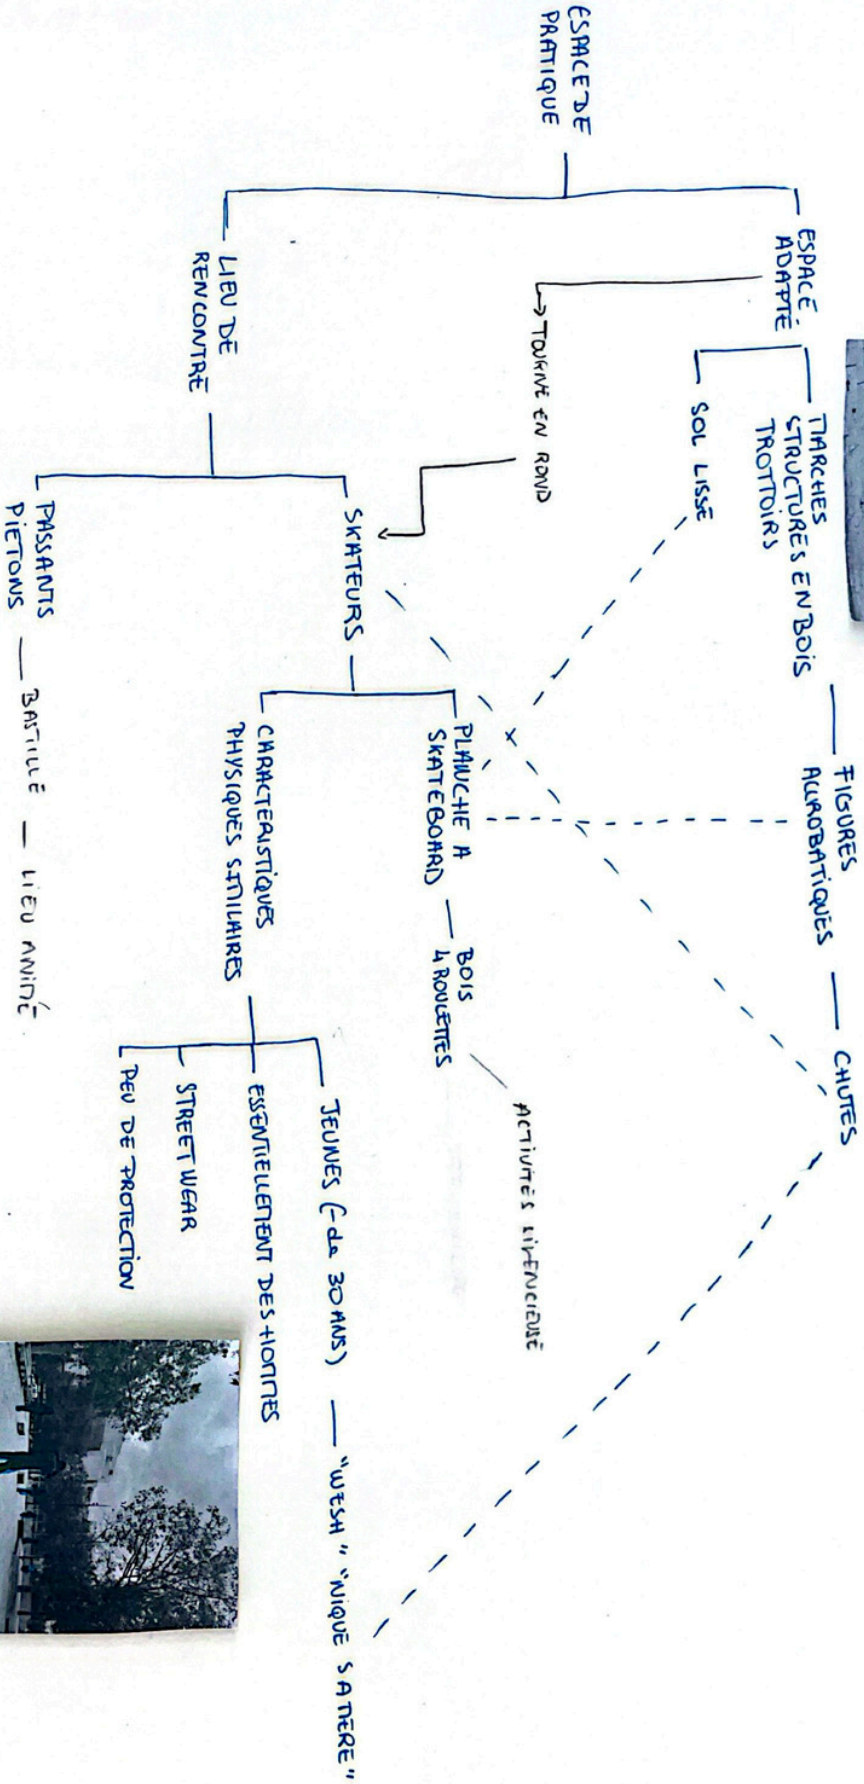 ESPACE DE
PRATIQUE
ESPACE
ADAPTÉ
MARCHES
STRUCTURES EN BOIS
TROTTOIRS
FIGURES
ACCROBATIQUES
CHUTES
SOL LISSE
TOURNE EN ROND
LIEU DE
RENCONTRE
SKATEURS
PLANCHE A
SKATEBOARD
BOIS
4 ROULETTES
ACTIVITÉS LIVENCIEUSE
CARACTERISTIQUES
PHYSIQUES SIMILAIRES
JEUNES (- de 30 ANS)
"WESH" "NIQUE SA MERE"
ESSENTIELLEMENT DES HOMMES
STREETWEAR
PEU DE PROTECTION
PASSANTS
PIETONS
BASTILLE
LIEU ANIMÉ